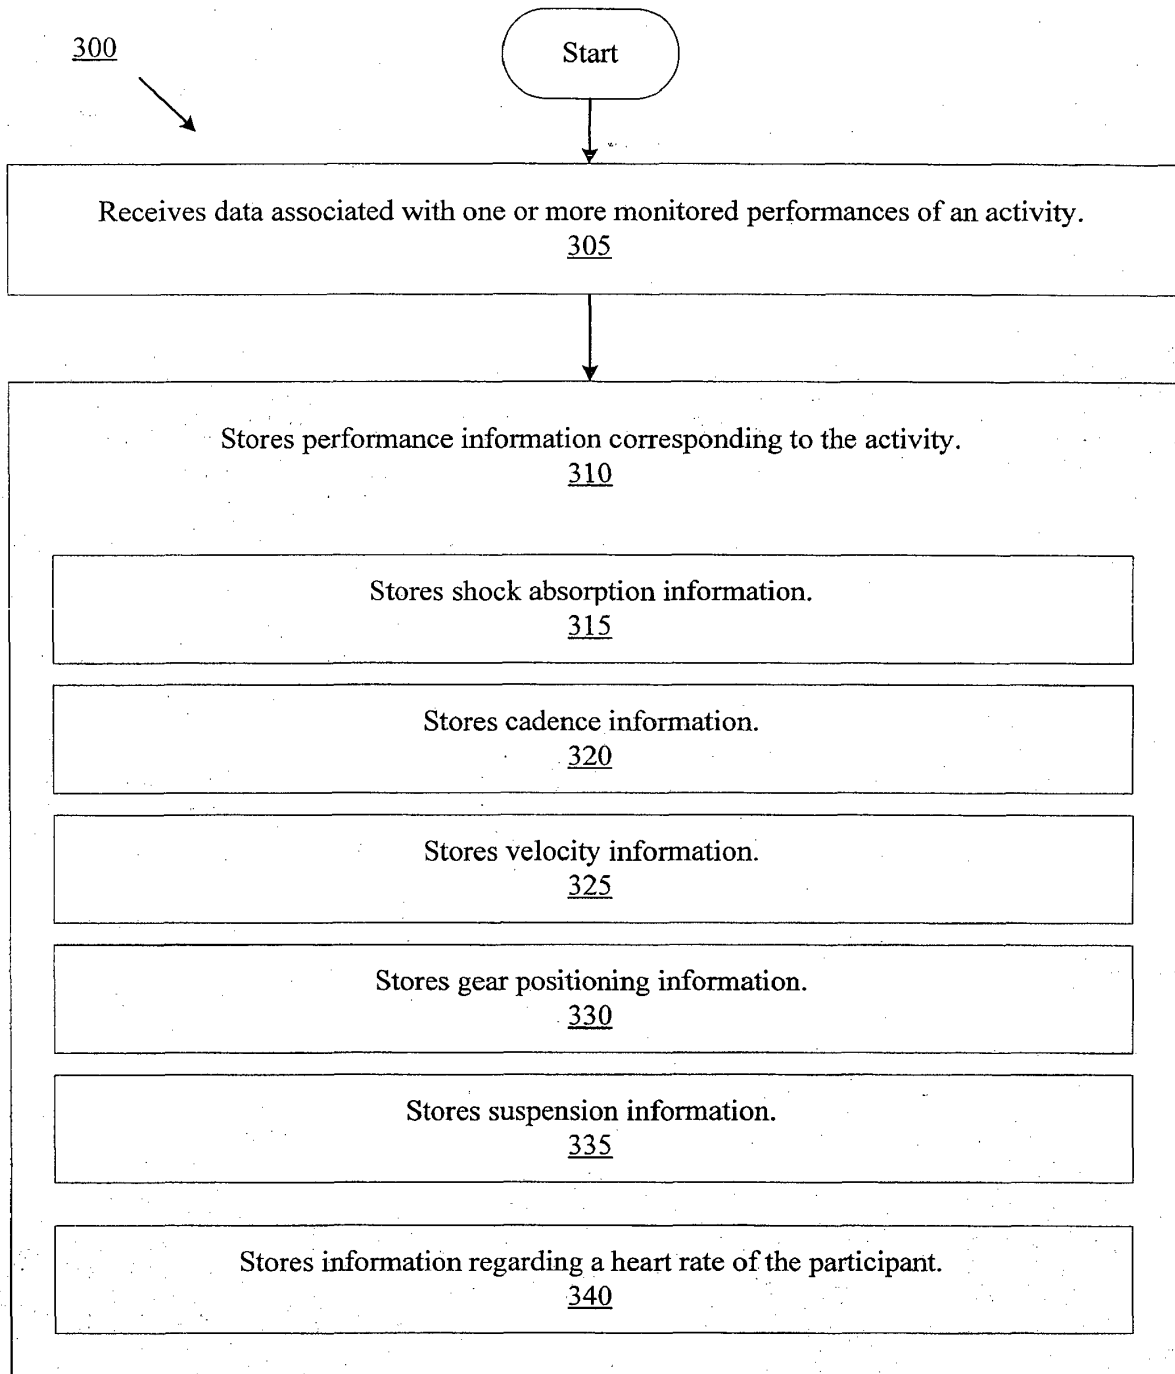 300
Start
Receives data associated with one or more monitored performances of an activity.
305
Stores performance information corresponding to the activity.
310
Stores shock absorption information.
315
Stores cadence information.
320
Stores velocity information.
325
Stores gear positioning information.
330
Stores suspension information.
335
Stores information regarding a heart rate of the participant.
340